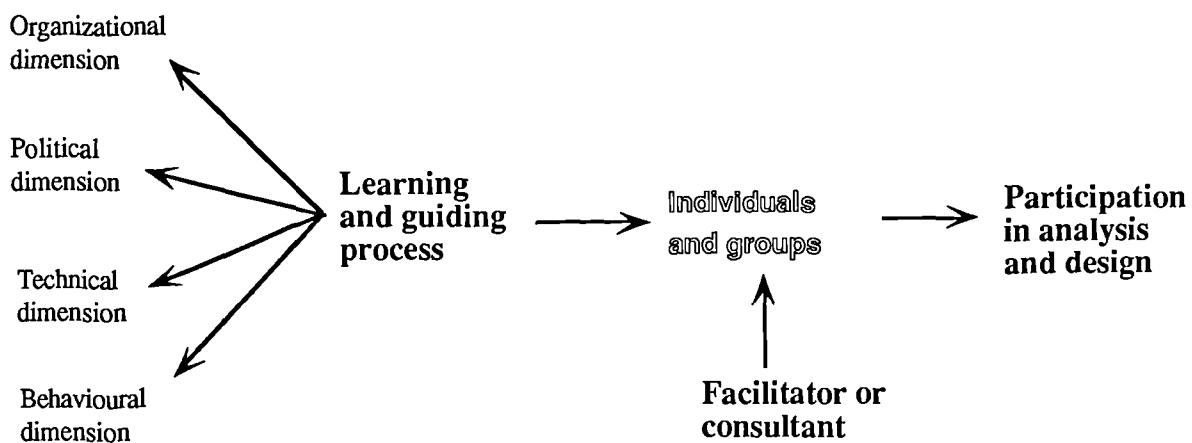 Organizational
dimension
Political
dimension
Technical
dimension
Behavioural
dimension
Learning
and guiding
process
Individuals
and groups
Facilitator or
consultant
Participation
in analysis
and design